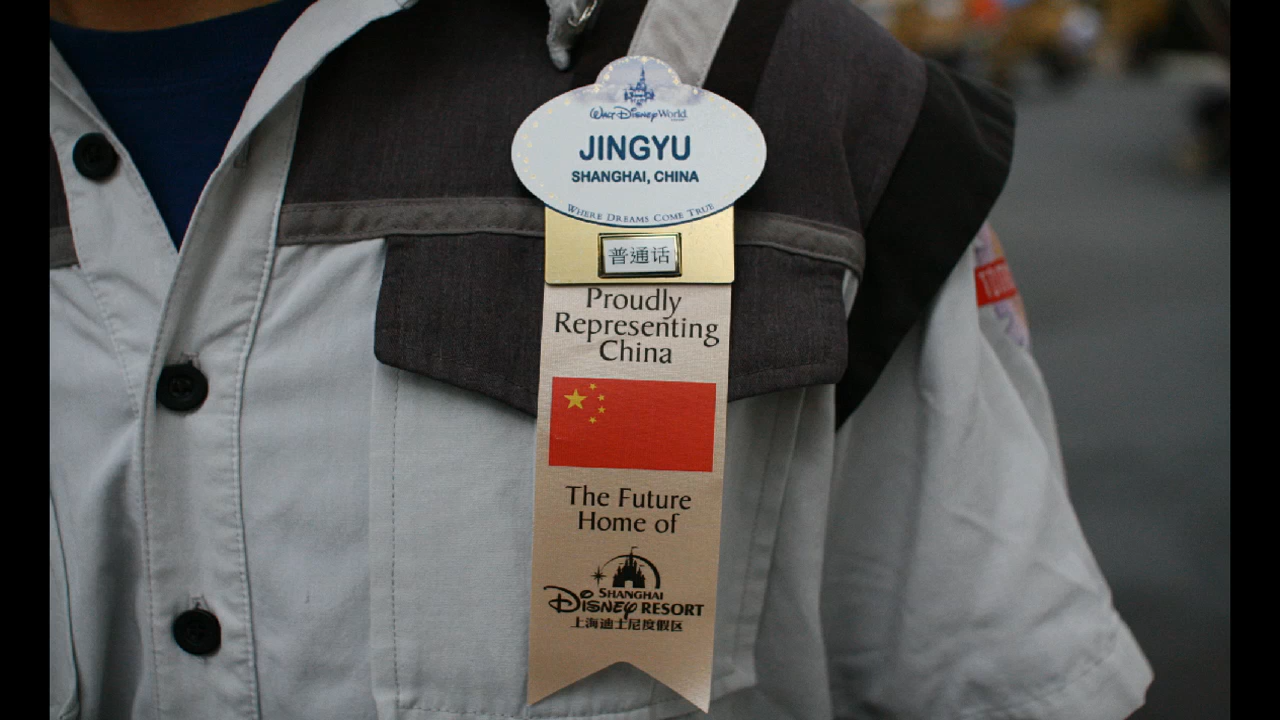 Walt Disney World
JINGYU
SHANGHAI, CHINA
WHERE DREAMS COME TRUE
普通话
Proudly
Representing
China
The Future
Home of
SHANGHAI
DISNEY RESORT
上海迪士尼度假区